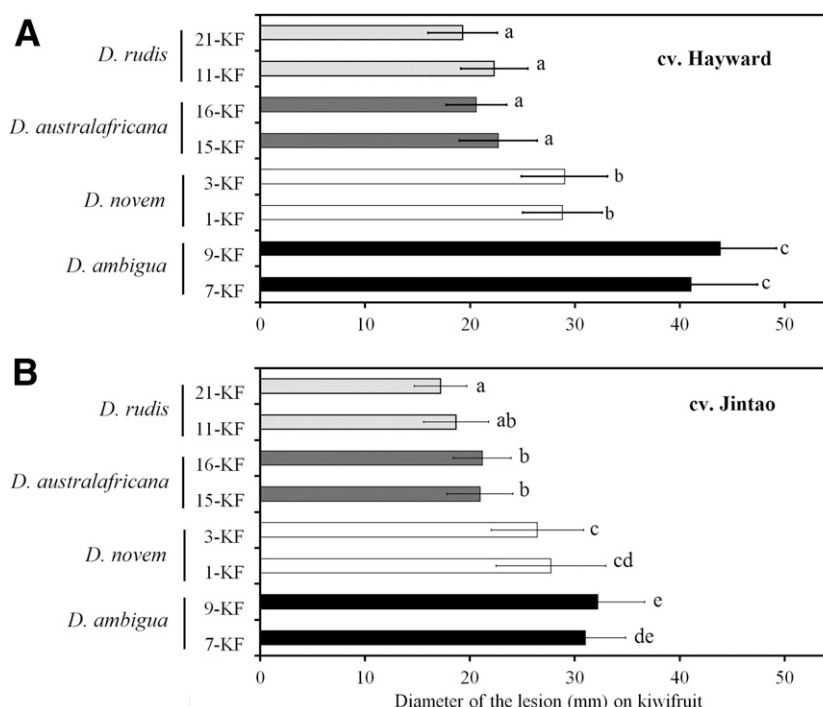 A
cv. Hayward
D. rudis
21-KF a
11-KF a
D. australafricana
16-KF a
15-KF a
D. novem
3-KF b
1-KF b
D. ambigua
9-KF c
7-KF c
0 10 20 30 40 50
B
cv. Jintao
D. rudis
21-KF a
11-KF ab
D. australafricana
16-KF b
15-KF b
D. novem
3-KF c
1-KF cd
D. ambigua
9-KF e
7-KF de
0 10 20 30 40 50
Diameter of the lesion (mm) on kiwifruit